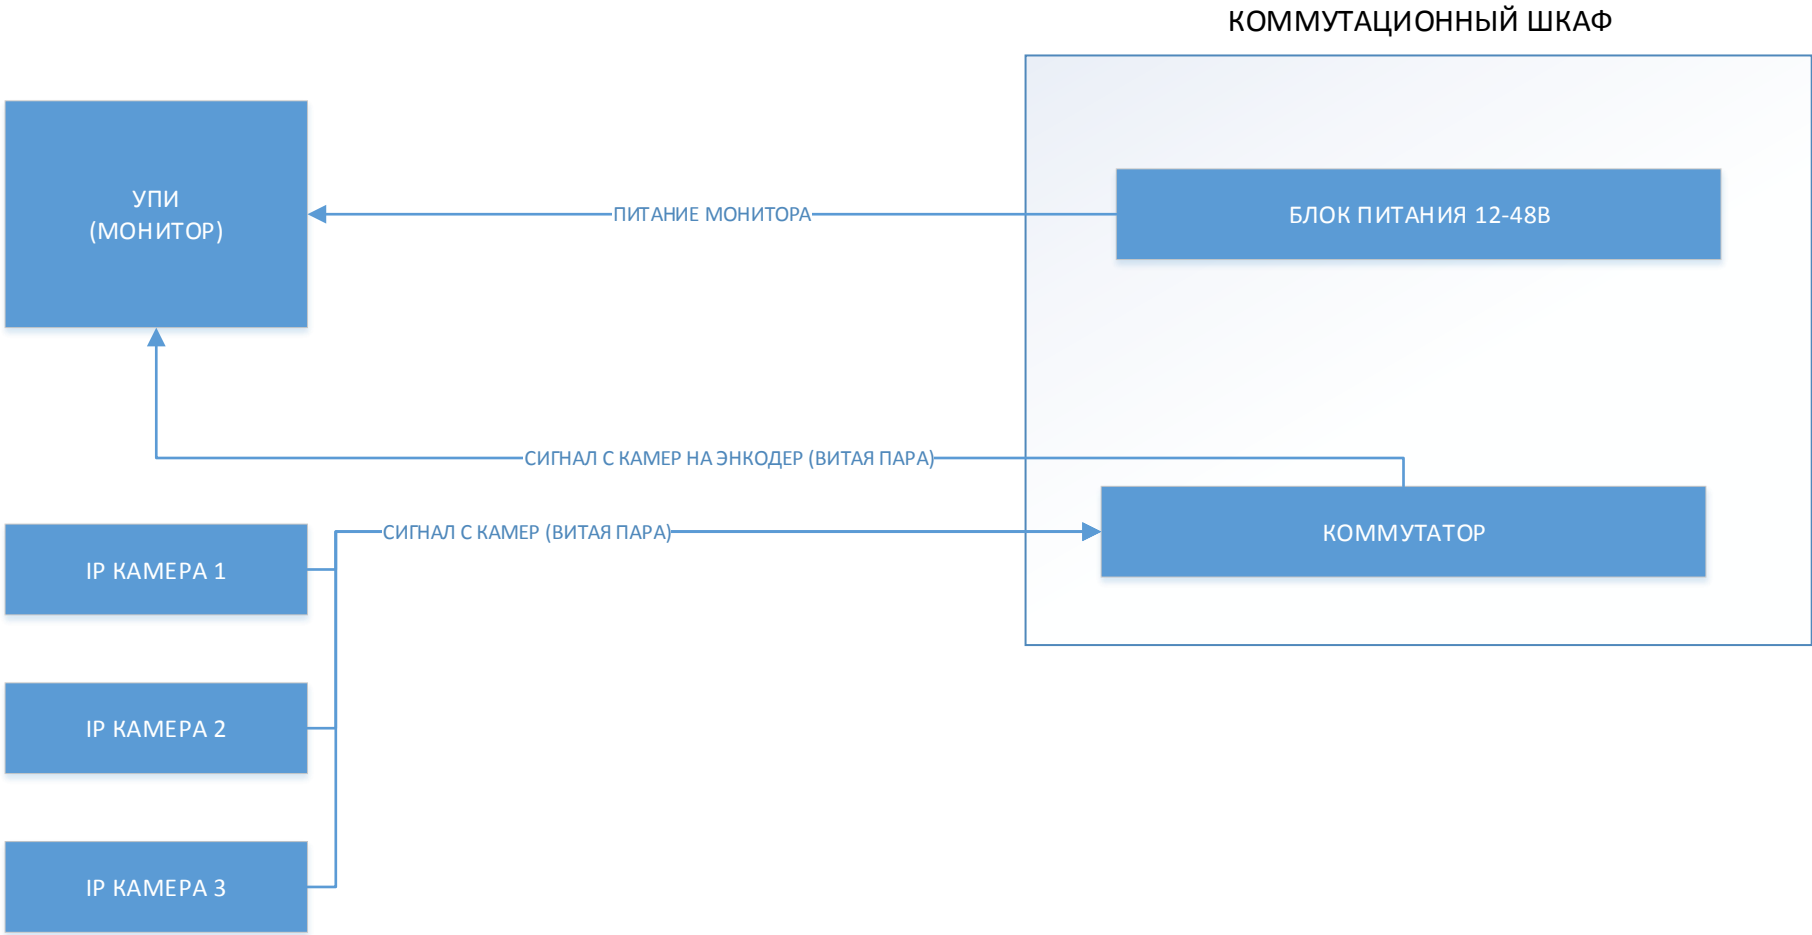 КОММУТАЦИОННЫЙ ШКАФ
УПИ
(МОНИТОР)
ПИТАНИЕ МОНИТОРА
БЛОК ПИТАНИЯ 12-48В
СИГНАЛ С КАМЕР НА ЭНКОДЕР (ВИТАЯ ПАРА)
СИГНАЛ С КАМЕР (ВИТАЯ ПАРА)
КОММУТАТОР
IP КАМЕРА 1
IP КАМЕРА 2
IP КАМЕРА 3